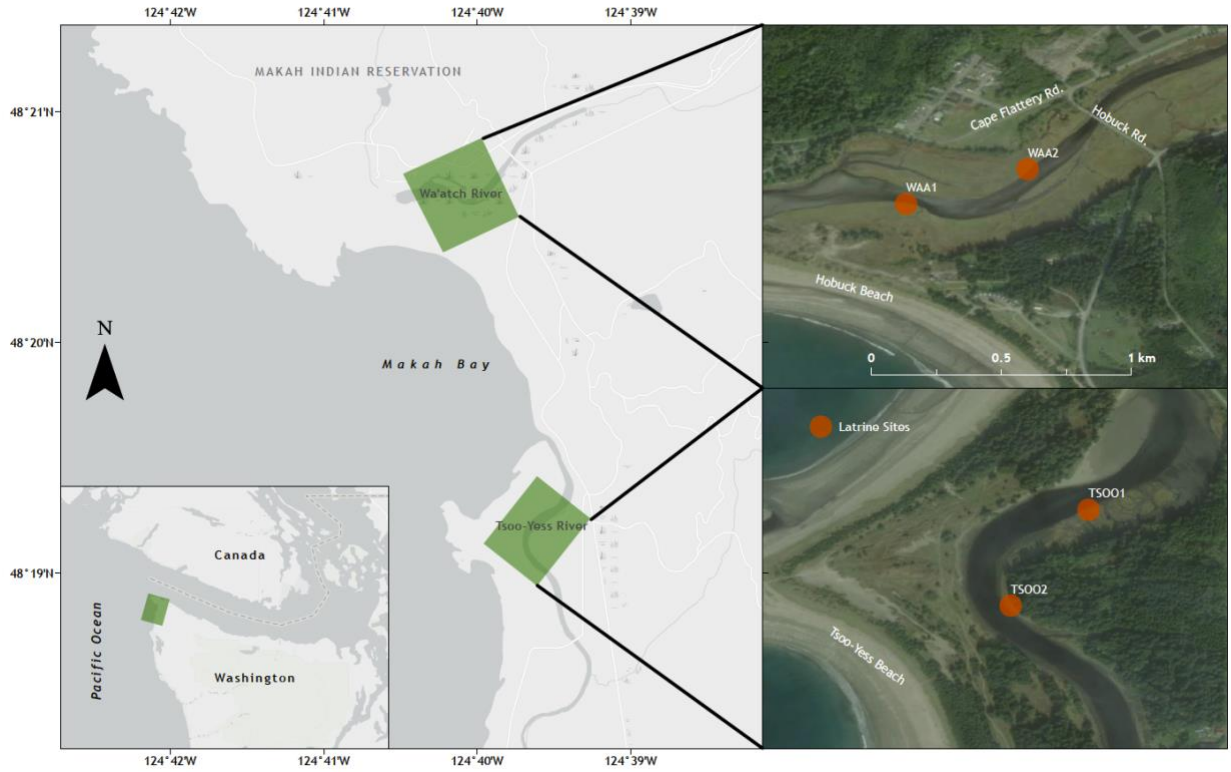 124°42'W
124°41'W
124°40'W
124°39'W
48°21'N
48°20'N
48°19'N
MAKAH INDIAN RESERVATION
Wa'atch River
Makah Bay
N
Tsoo-Yess River
Canada
Pacific Ocean
Washington
124°42'W
124°41'W
124°40'W
124°39'W
Cape Flattery Rd.
Hobuck Rd.
WAA2
WAA1
Hobuck Beach
0 0.5 1 km
Latrine Sites
TSOO1
TSOO2
Tsoo-Yess Beach